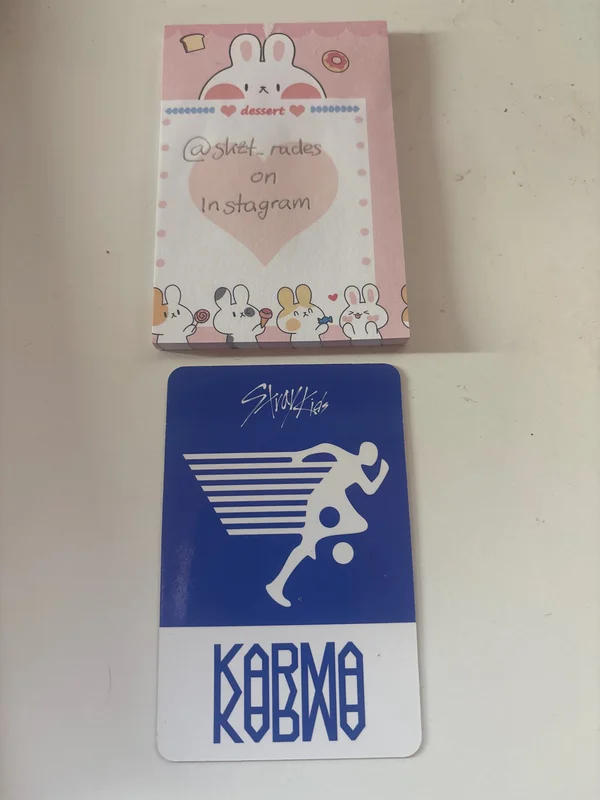 dessert
@skzt_rades
on
Instagram
Stray Kids
KARMA